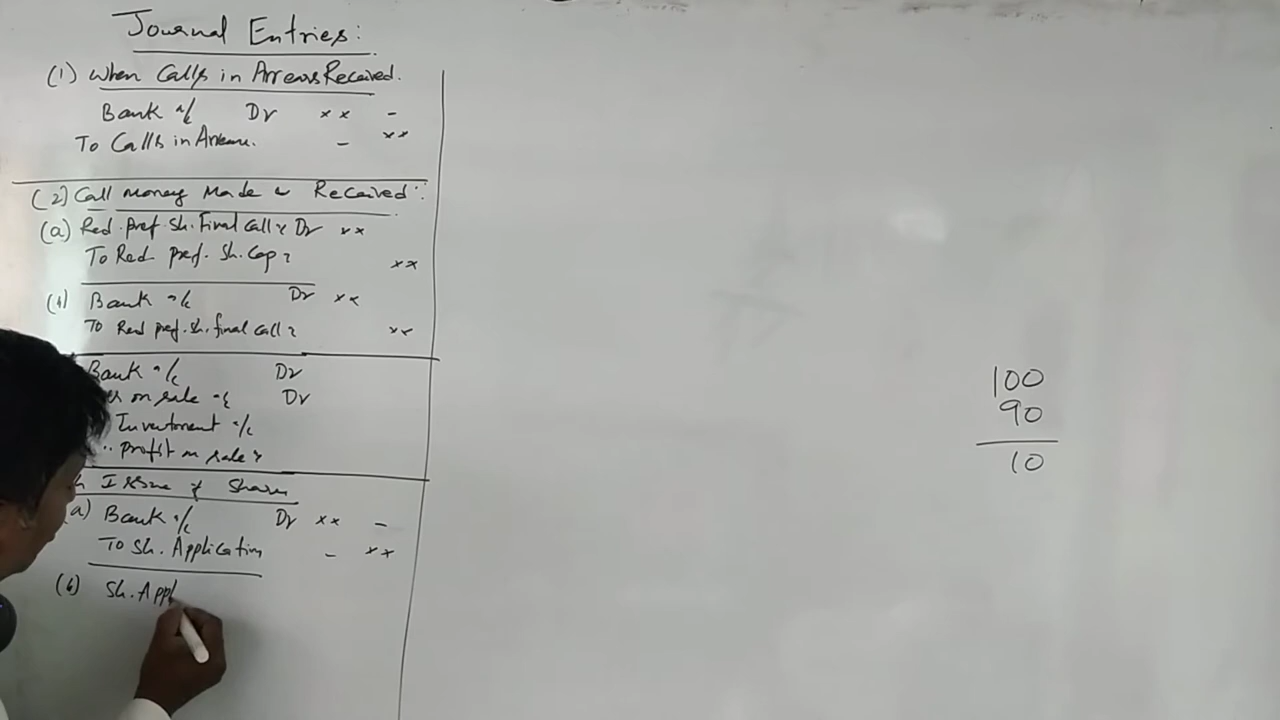 Journal Entries:
(1) When Calls in Arrears Received.
Bank a/c Dr xx -
To Calls in Arrears. - xx
(2) Call money Made & Received:
(a) Red. pref. Sh. Final Call Dr xx
To Red. pref. Sh. Cap xx
Bank a/c Dr xx
To Red pref. sh. final call xx
Bank a/c Dr
on sale a/c Dr
Investment a/c
" profit on sale
Issue of Shares
(a) Bank a/c Dr xx -
To Sh. Application - xx
(b) Sh. Appl
100
90
10